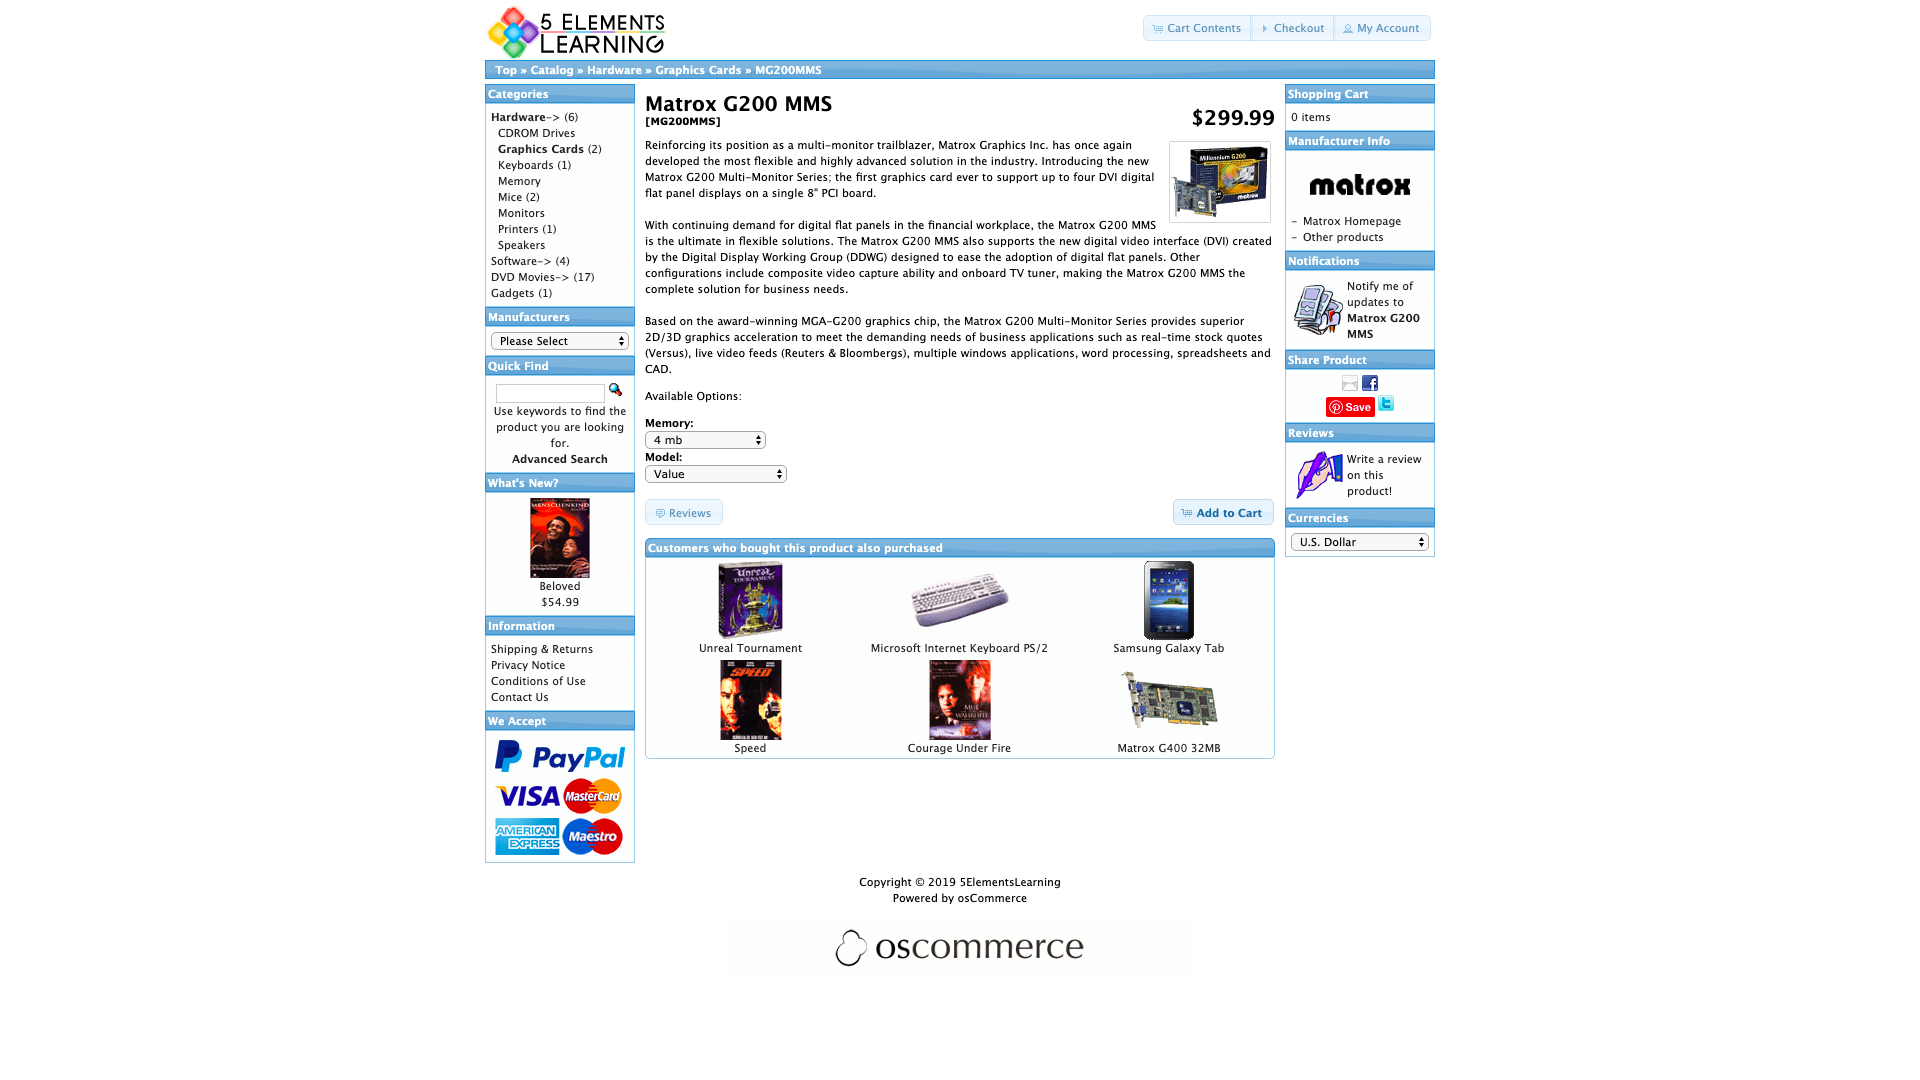 5 ELEMENTS
LEARNING
Cart Contents
Checkout
My Account
Top » Catalog » Hardware » Graphics Cards » MG200MMS
Categories
Hardware-> (6)
CDROM Drives
Graphics Cards (2)
Keyboards (1)
Memory
Mice (2)
Monitors
Printers (1)
Speakers
Software-> (4)
DVD Movies-> (17)
Gadgets (1)
Manufacturers
Please Select
Quick Find
Use keywords to find the
product you are looking
for.
Advanced Search
What's New?
MENSCHENKIND
Beloved
$54.99
Information
Shipping & Returns
Privacy Notice
Conditions of Use
Contact Us
We Accept
PayPal
VISA MasterCard
AMERICAN EXPRESS Maestro
Matrox G200 MMS
[MG200MMS]
$299.99
Reinforcing its position as a multi-monitor trailblazer, Matrox Graphics Inc. has once again
developed the most flexible and highly advanced solution in the industry. Introducing the new
Matrox G200 Multi-Monitor Series; the first graphics card ever to support up to four DVI digital
flat panel displays on a single 8" PCI board.
Millennium G200
matrox
With continuing demand for digital flat panels in the financial workplace, the Matrox G200 MMS
is the ultimate in flexible solutions. The Matrox G200 MMS also supports the new digital video interface (DVI) created
by the Digital Display Working Group (DDWG) designed to ease the adoption of digital flat panels. Other
configurations include composite video capture ability and onboard TV tuner, making the Matrox G200 MMS the
complete solution for business needs.
Based on the award-winning MGA-G200 graphics chip, the Matrox G200 Multi-Monitor Series provides superior
2D/3D graphics acceleration to meet the demanding needs of business applications such as real-time stock quotes
(Versus), live video feeds (Reuters & Bloombergs), multiple windows applications, word processing, spreadsheets and
CAD.
Available Options:
Memory:
4 mb
Model:
Value
Reviews
Add to Cart
Customers who bought this product also purchased
Unreal
TOURNAMENT
Unreal Tournament
Microsoft Internet Keyboard PS/2
Samsung Galaxy Tab
SPEED
Speed
Courage Under Fire
Matrox G400 32MB
Shopping Cart
0 items
Manufacturer Info
matrox
- Matrox Homepage
- Other products
Notifications
Notify me of
updates to
Matrox G200
MMS
Share Product
Save
Reviews
Write a review
on this
product!
Currencies
U.S. Dollar
Copyright © 2019 5ElementsLearning
Powered by osCommerce
oscommerce